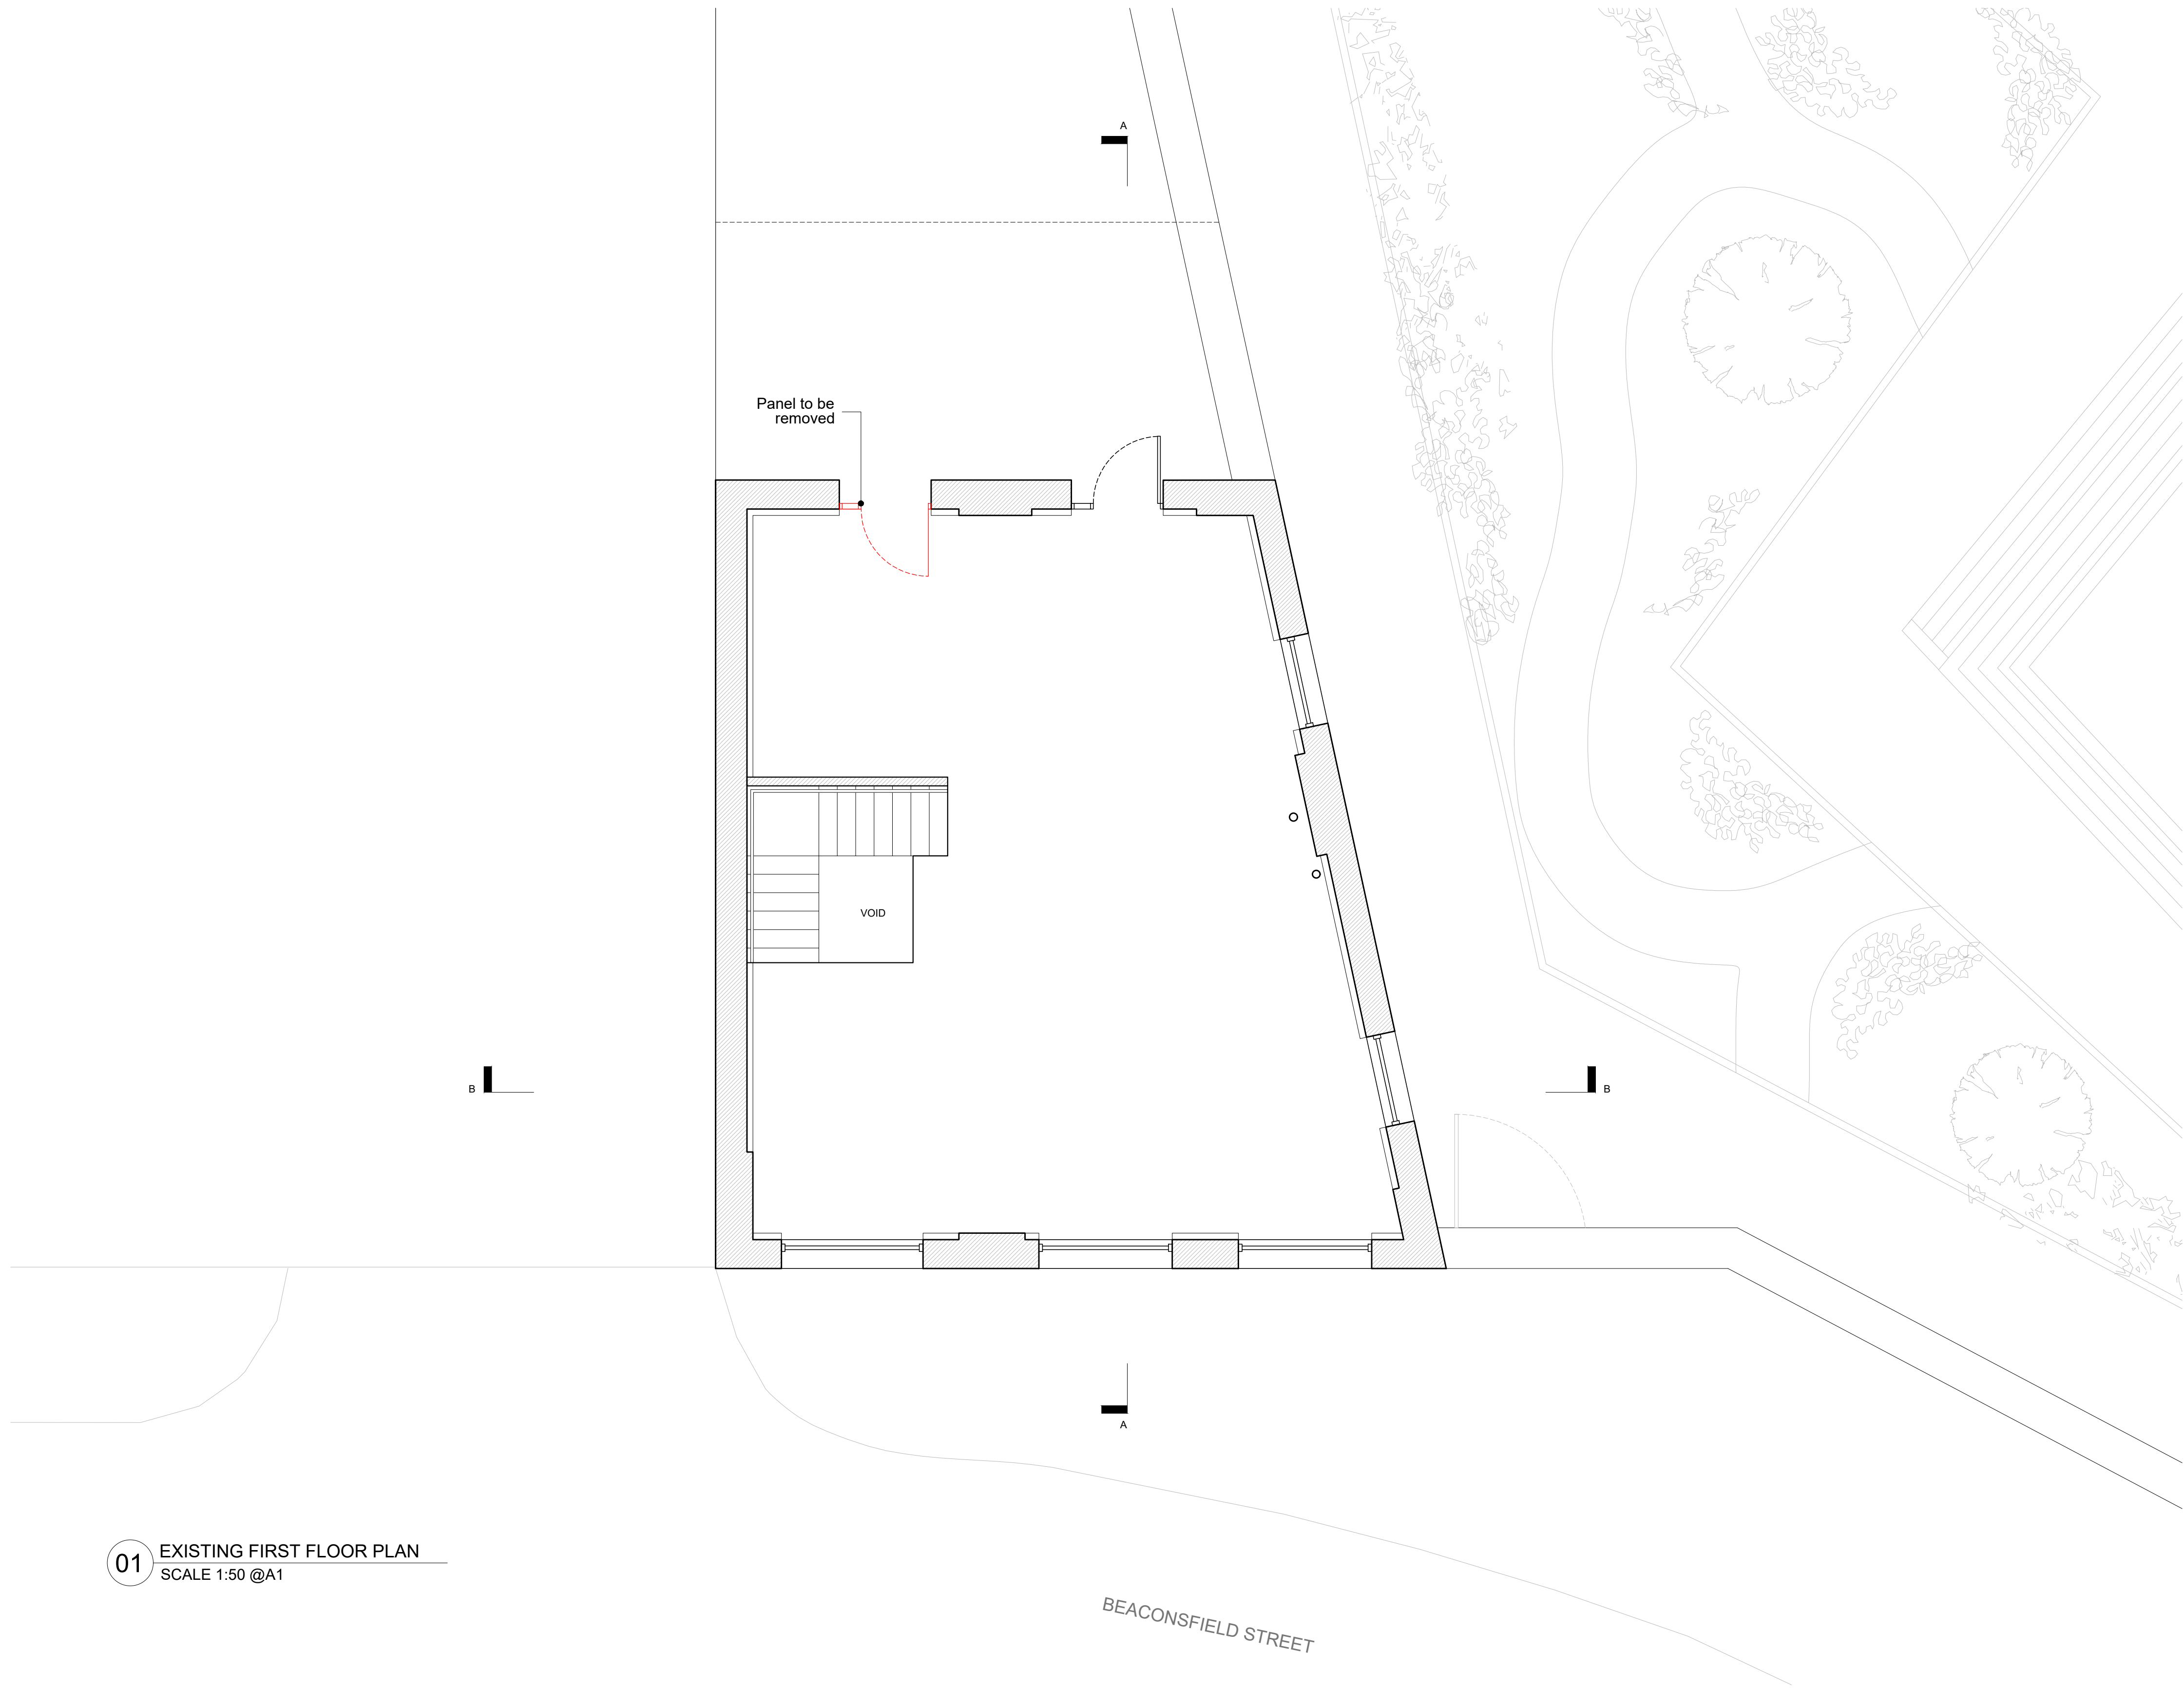 A
Panel to be
removed
VOID
B
B
A
01
EXISTING FIRST FLOOR PLAN
SCALE 1:50 @A1
BEACONSFIELD STREET